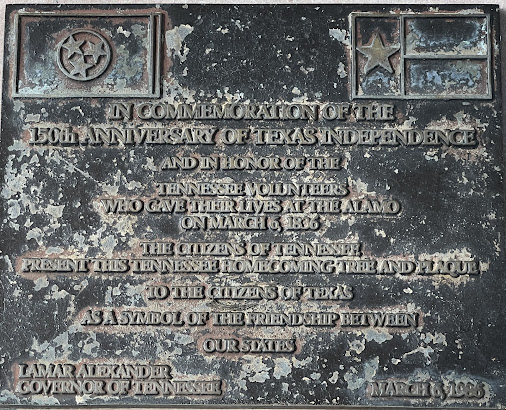 IN COMMEMORATION OF THE
150th ANNIVERSARY OF TEXAS INDEPENDENCE
AND IN HONOR OF THE
TENNESSEE VOLUNTEERS
WHO GAVE THEIR LIVES AT THE ALAMO
ON MARCH 6, 1836
THE CITIZENS OF TENNESSEE
PRESENT THIS TENNESSEE HOMECOMING TREE AND PLAQUE
TO THE CITIZENS OF TEXAS
AS A SYMBOL OF THE FRIENDSHIP BETWEEN
OUR STATES
LAMAR ALEXANDER
GOVERNOR OF TENNESSEE
MARCH 6, 1986